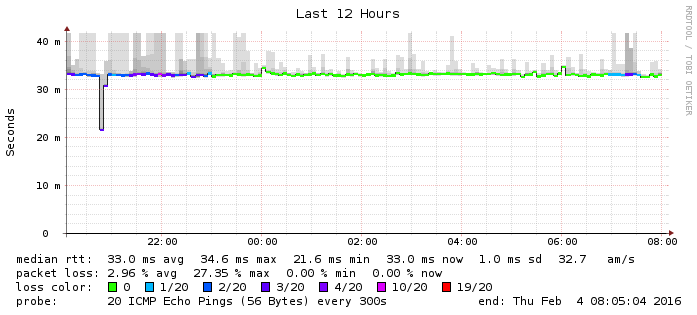 Last 12 Hours
RRDTOOL / TOBI OETIKER
Seconds
40 m
30 m
20 m
10 m
0
22:00 00:00 02:00 04:00 06:00 08:00
median rtt: 33.0 ms avg 34.6 ms max 21.6 ms min 33.0 ms now 1.0 ms sd 32.7 am/s
packet loss: 2.96 % avg 27.35 % max 0.00 % min 0.00 % now
loss color: 0 1/20 2/20 3/20 4/20 10/20 19/20
probe: 20 ICMP Echo Pings (56 Bytes) every 300s end: Thu Feb 4 08:05:04 2016